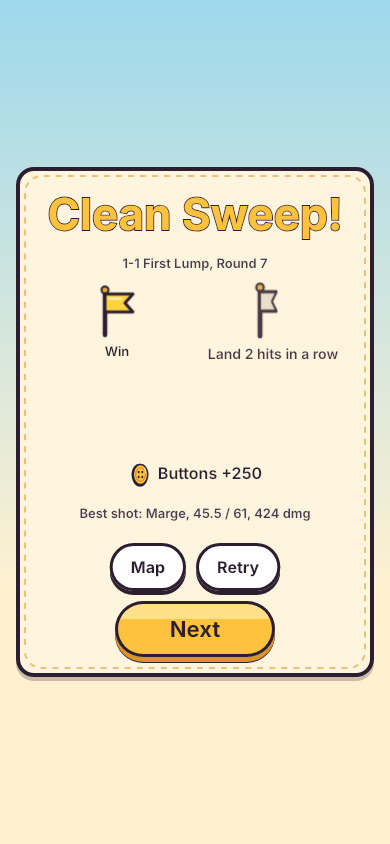 Clean Sweep!
1-1 First Lump, Round 7
Win
Land 2 hits in a row
Buttons +250
Best shot: Marge, 45.5 / 61, 424 dmg
Map
Retry
Next